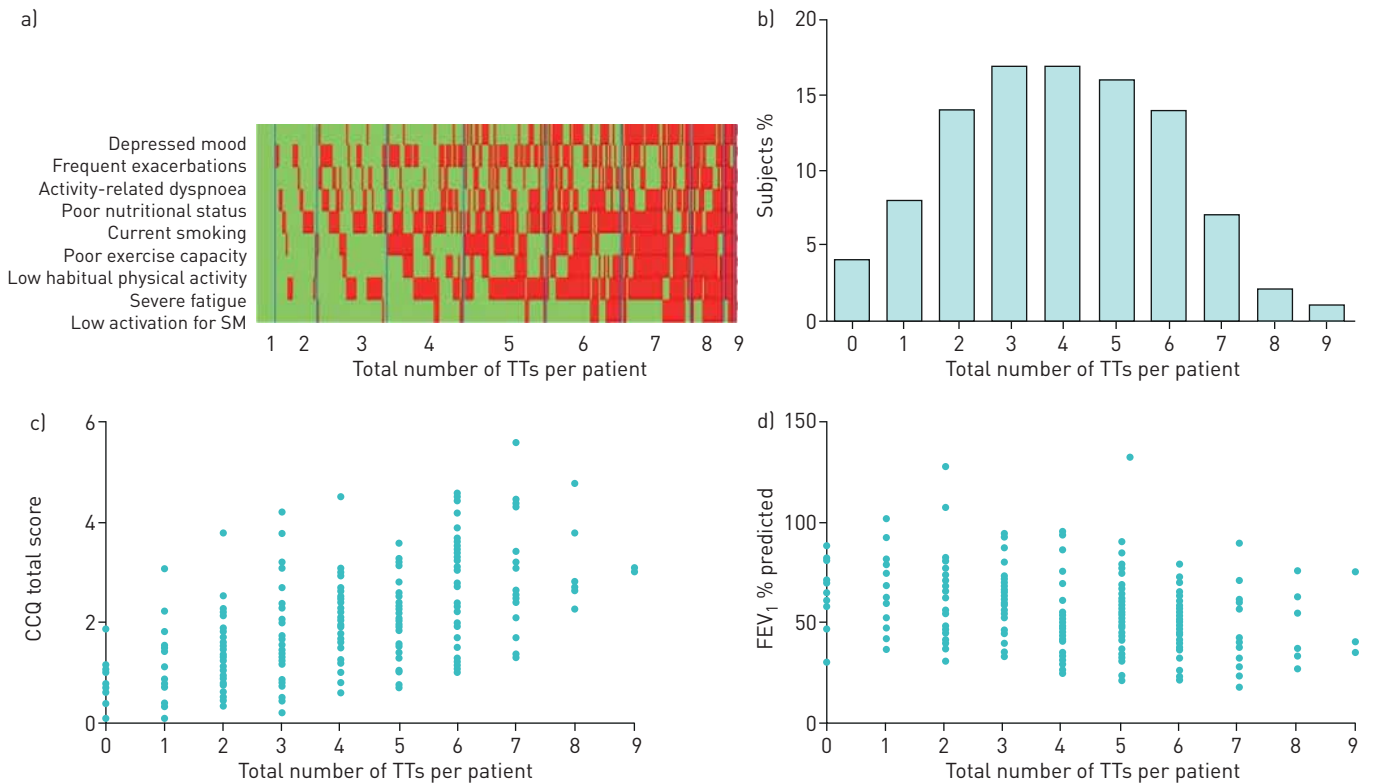 a)
Depressed mood
Frequent exacerbations
Activity-related dyspnoea
Poor nutritional status
Current smoking
Poor exercise capacity
Low habitual physical activity
Severe fatigue
Low activation for SM
1 2 3 4 5 6 7 8 9
Total number of TTs per patient
b)
Subjects %
20
15
10
5
0
0 1 2 3 4 5 6 7 8 9
Total number of TTs per patient
c)
CCQ total score
6
4
2
0
0 1 2 3 4 5 6 7 8 9
Total number of TTs per patient
d)
FEV1 % predicted
150
100
50
0
0 1 2 3 4 5 6 7 8 9
Total number of TTs per patient